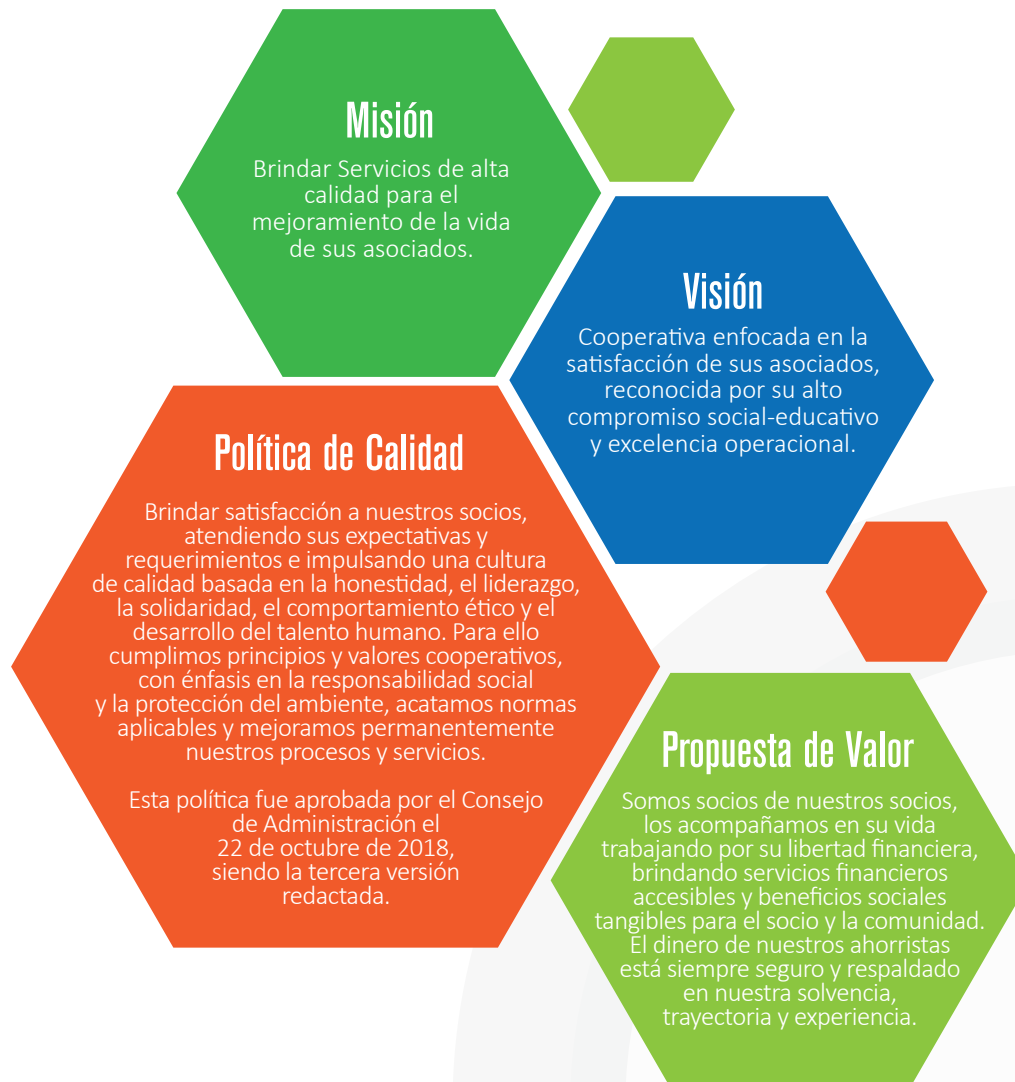 Misión
Brindar Servicios de alta
calidad para el
mejoramiento de la vida
de sus asociados.
Visión
Cooperativa enfocada en la
satisfacción de sus asociados,
reconocida por su alto
compromiso social-educativo
y excelencia operacional.
Política de Calidad
Brindar satisfacción a nuestros socios,
atendiendo sus expectativas y
requerimientos e impulsando una cultura
de calidad basada en la honestidad, el liderazgo,
la solidaridad, el comportamiento ético y el
desarrollo del talento humano. Para ello
cumplimos principios y valores cooperativos,
con énfasis en la responsabilidad social
y la protección del ambiente, acatamos normas
aplicables y mejoramos permanentemente
nuestros procesos y servicios.
Esta política fue aprobada por el Consejo
de Administración el
22 de octubre de 2018,
siendo la tercera versión
redactada.
Propuesta de Valor
Somos socios de nuestros socios,
los acompañamos en su vida
trabajando por su libertad financiera,
brindando servicios financieros
accesibles y beneficios sociales
tangibles para el socio y la comunidad.
El dinero de nuestros ahorristas
está siempre seguro y respaldado
en nuestra solvencia,
trayectoria y experiencia.